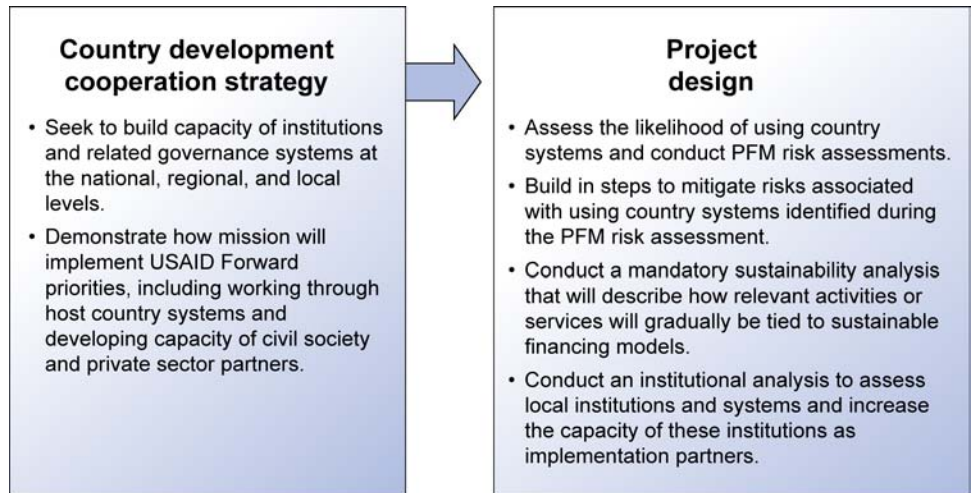 Country development
cooperation strategy
• Seek to build capacity of institutions
and related governance systems at
the national, regional, and local
levels.
• Demonstrate how mission will
implement USAID Forward
priorities, including working through
host country systems and
developing capacity of civil society
and private sector partners.
Project
design
• Assess the likelihood of using country
systems and conduct PFM risk assessments.
• Build in steps to mitigate risks associated
with using country systems identified during
the PFM risk assessment.
• Conduct a mandatory sustainability analysis
that will describe how relevant activities or
services will gradually be tied to sustainable
financing models.
• Conduct an institutional analysis to assess
local institutions and systems and increase
the capacity of these institutions as
implementation partners.